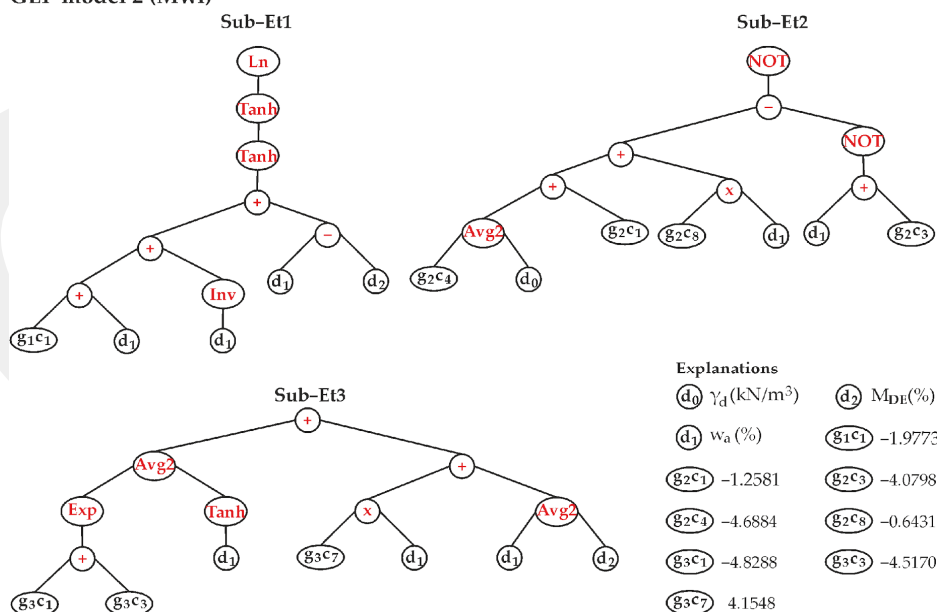 GEP model 2 (MwI)
Sub–Et1
Sub–Et2
Ln
Tanh
Tanh
+
+
−
+
Inv
d1
d2
g1c1
d1
d1
NOT
−
+
NOT
+
x
+
Avg2
g2c1
g2c8
d1
d1
g2c3
g2c4
d0
Sub–Et3
+
Avg2
+
Exp
Tanh
x
Avg2
+
d1
g3c7
d1
d1
d2
g3c1
g3c3
Explanations
d0 γd (kN/m³) d2 MDE(%)
d1 wa (%) g1c1 –1.9773
g2c1 –1.2581 g2c3 –4.0798
g2c4 –4.6884 g2c8 –0.6431
g3c1 –4.8288 g3c3 –4.5170
g3c7 4.1548